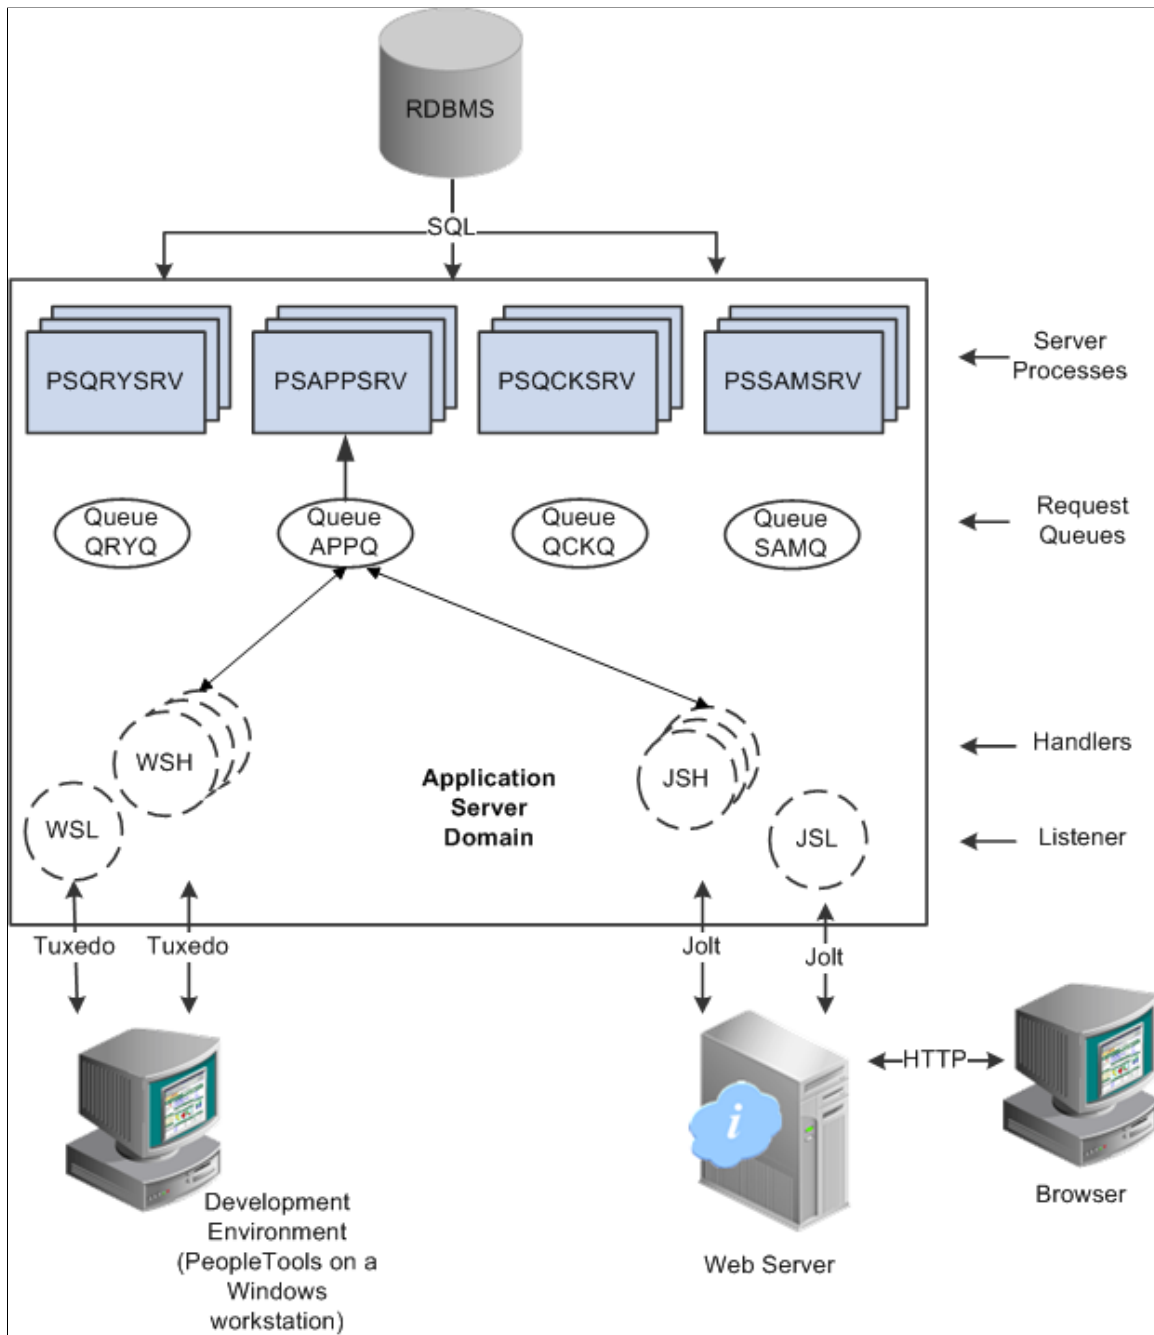 RDBMS
SQL
PSQRYSRV
PSAPPSRV
PSQCKSRV
PSSAMSRV
Server
Processes
Queue
QRYQ
Queue
APPQ
Queue
QCKQ
Queue
SAMQ
Request
Queues
WSH
JSH
Handlers
Application
Server
Domain
WSL
JSL
Listener
Tuxedo
Tuxedo
Jolt
Jolt
HTTP
Development
Environment
(PeopleTools on a
Windows
workstation)
Web Server
Browser